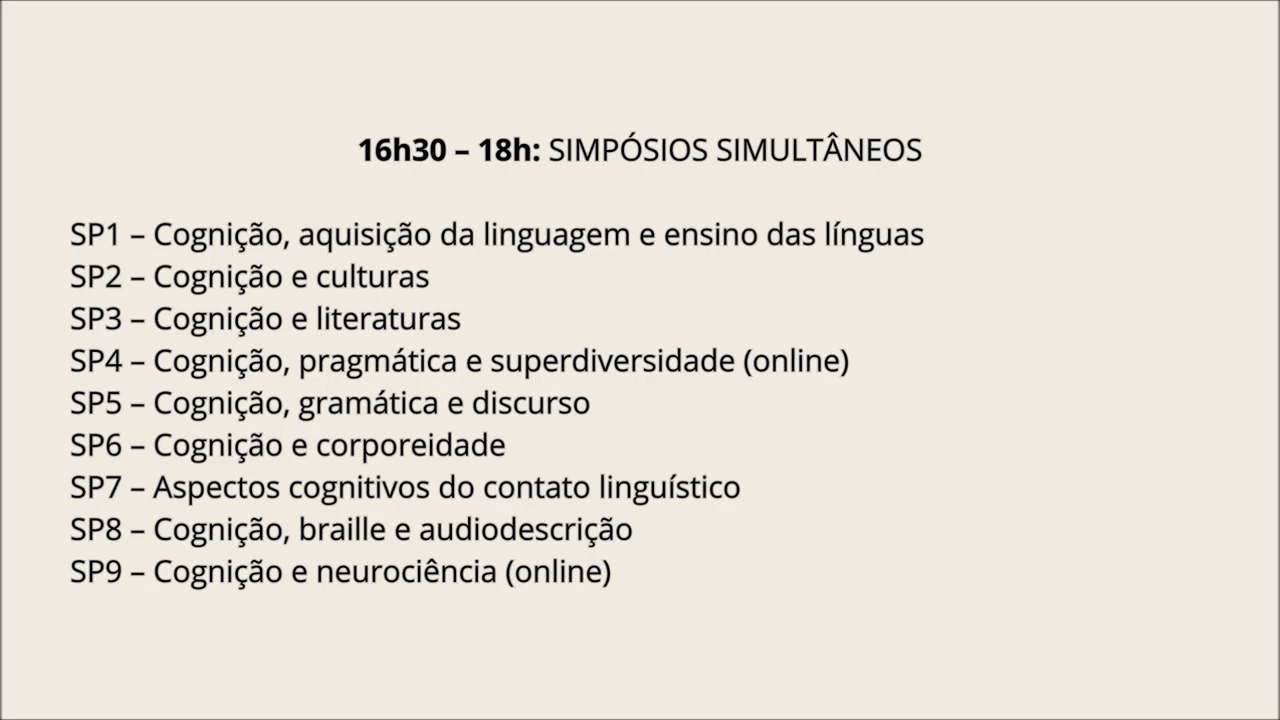 16h30 – 18h: SIMPÓSIOS SIMULTÂNEOS
SP1 – Cognição, aquisição da linguagem e ensino das línguas
SP2 – Cognição e culturas
SP3 – Cognição e literaturas
SP4 – Cognição, pragmática e superdiversidade (online)
SP5 – Cognição, gramática e discurso
SP6 – Cognição e corporeidade
SP7 – Aspectos cognitivos do contato linguístico
SP8 – Cognição, braille e audiodescrição
SP9 – Cognição e neurociência (online)